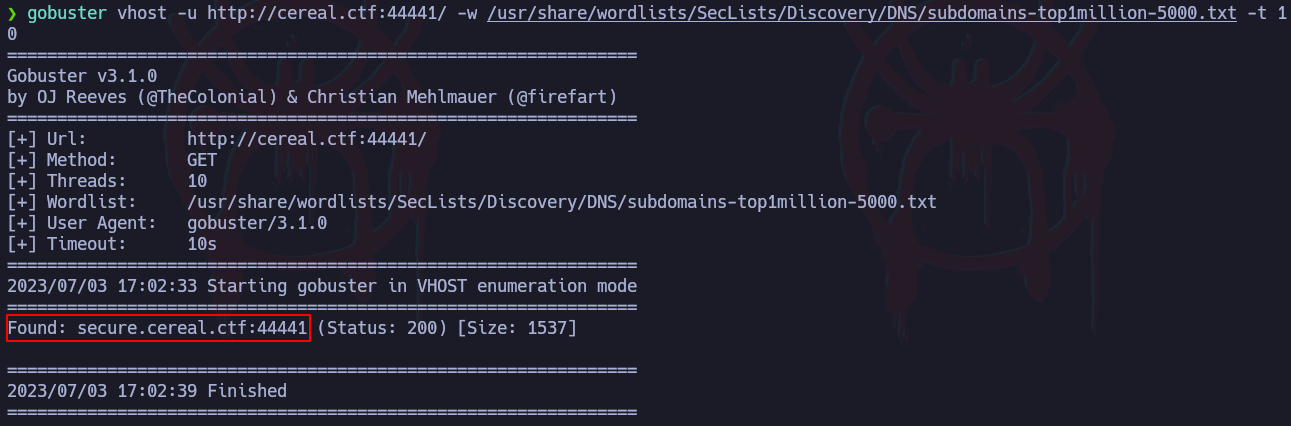 ❯ gobuster vhost -u http://cereal.ctf:44441/ -w /usr/share/wordlists/SecLists/Discovery/DNS/subdomains-top1million-5000.txt -t 1
0
===============================================================
Gobuster v3.1.0
by OJ Reeves (@TheColonial) & Christian Mehlmauer (@firefart)
===============================================================
[+] Url:            http://cereal.ctf:44441/
[+] Method:         GET
[+] Threads:        10
[+] Wordlist:       /usr/share/wordlists/SecLists/Discovery/DNS/subdomains-top1million-5000.txt
[+] User Agent:     gobuster/3.1.0
[+] Timeout:        10s
===============================================================
2023/07/03 17:02:33 Starting gobuster in VHOST enumeration mode
===============================================================
Found: secure.cereal.ctf:44441 (Status: 200) [Size: 1537]
===============================================================
2023/07/03 17:02:39 Finished
===============================================================